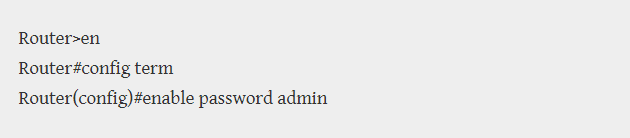 Router>en
Router#config term
Router(config)#enable password admin